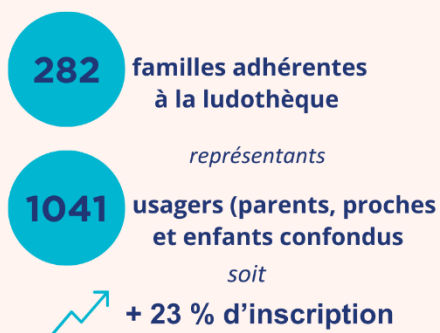 282 familles adhérentes
à la ludothèque
représentants
1041 usagers (parents, proches
et enfants confondus
soit
+ 23 % d’inscription